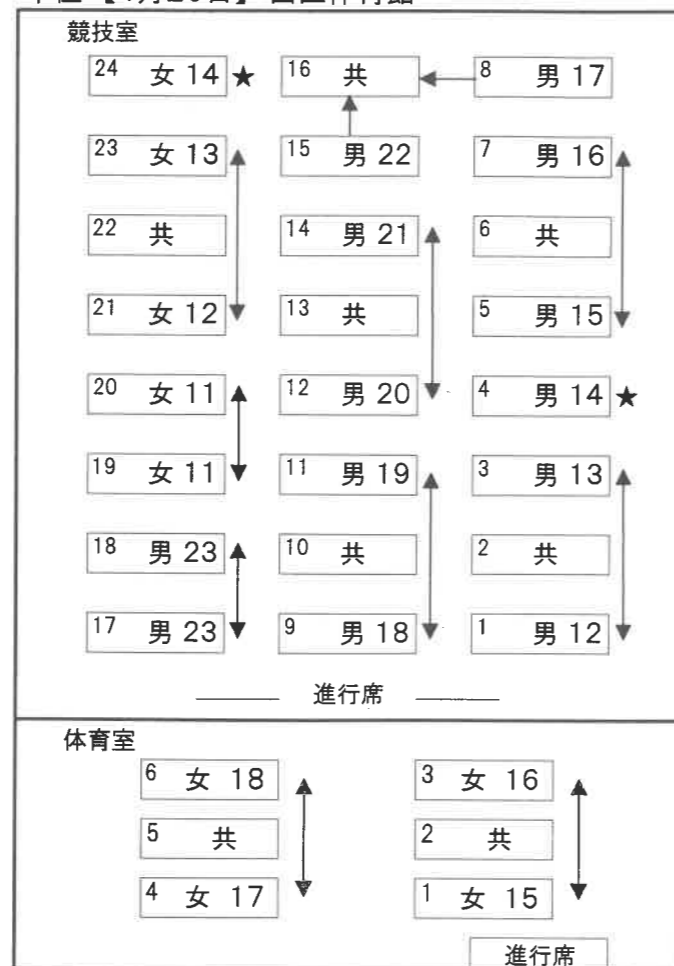 競技室
24 女 14 ★ 16 共 8 男 17
23 女 13 15 男 22 7 男 16
22 共 14 男 21 6 共
21 女 12 13 共 5 男 15
20 女 11 12 男 20 4 男 14 ★
19 女 11 11 男 19 3 男 13
18 男 23 10 共 2 共
17 男 23 9 男 18 1 男 12
進行席
体育室
6 女 18 3 女 16
5 共 2 共
4 女 17 1 女 15
進行席